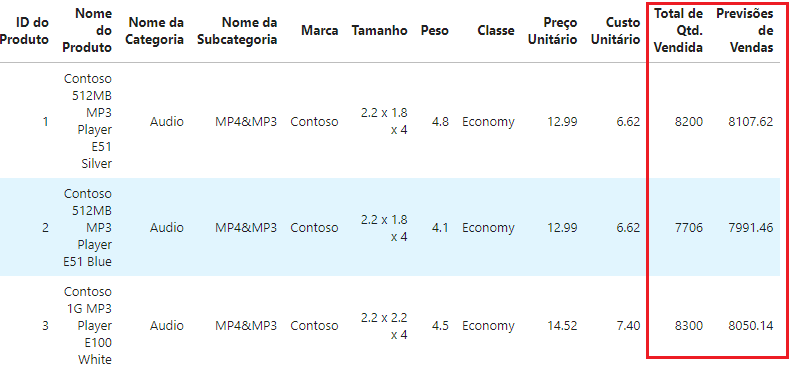 ID do Produto Nome do Produto Nome da Categoria Nome da Subcategoria Marca Tamanho Peso Classe Preço Unitário Custo Unitário Total de Qtd. Vendida Previsões de Vendas
1 Contoso 512MB MP3 Player E51 Silver Audio MP4&MP3 Contoso 2.2 x 1.8 x 4 4.8 Economy 12.99 6.62 8200 8107.62
2 Contoso 512MB MP3 Player E51 Blue Audio MP4&MP3 Contoso 2.2 x 1.8 x 4 4.1 Economy 12.99 6.62 7706 7991.46
3 Contoso 1G MP3 Player E100 White Audio MP4&MP3 Contoso 2.2 x 2.2 x 4 4.5 Economy 14.52 7.40 8300 8050.14